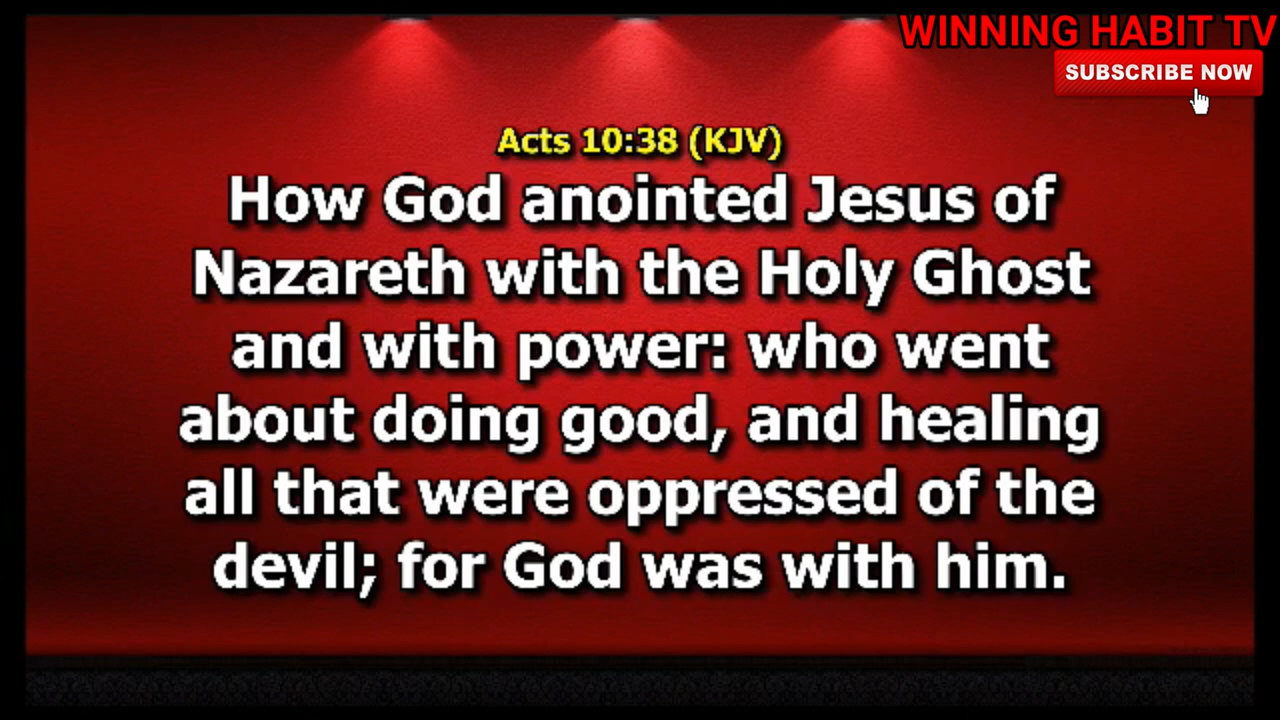 WINNING HABIT TV
SUBSCRIBE NOW
Acts 10:38 (KJV)
How God anointed Jesus of
Nazareth with the Holy Ghost
and with power: who went
about doing good, and healing
all that were oppressed of the
devil; for God was with him.